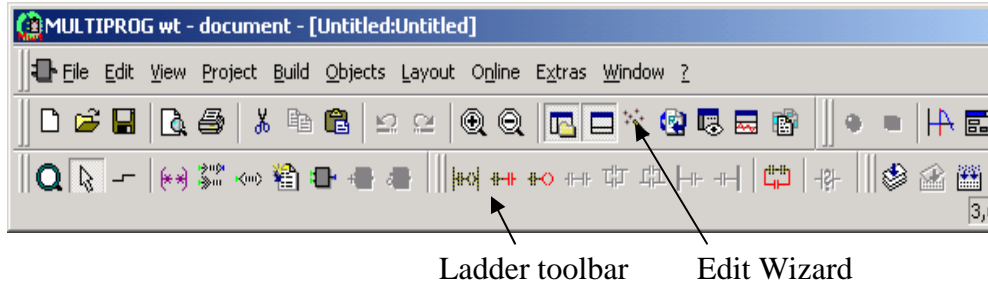 MULTIPROG wt - document - [Untitled:Untitled]
File Edit View Project Build Objects Layout Online Extras Window ?
3,
Ladder toolbar Edit Wizard